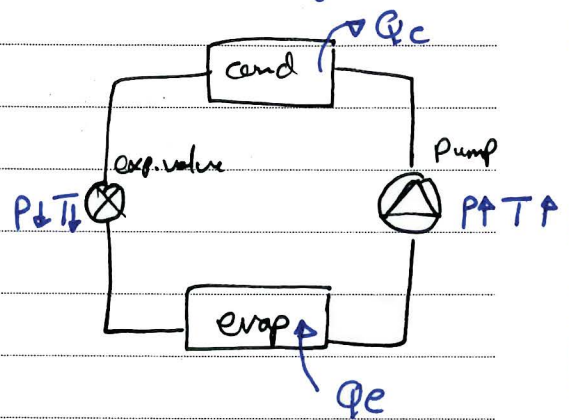 Qc
cond
Pump
exp.valve
P↓ T↓
P↑ T↑
evap
Qe